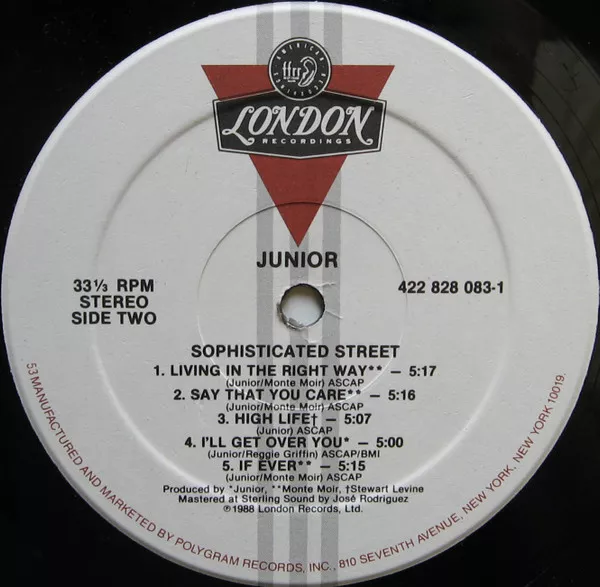 AMERICAN
ffrr
RECORDINGS
LONDON
RECORDINGS
JUNIOR
33⅓ RPM
STEREO
SIDE TWO
422 828 083-1
SOPHISTICATED STREET
1. LIVING IN THE RIGHT WAY** – 5:17
(Junior/Monte Moir) ASCAP
2. SAY THAT YOU CARE** – 5:16
(Junior/Monte Moir) ASCAP
3. HIGH LIFE† – 5:07
(Junior) ASCAP
4. I'LL GET OVER YOU* – 5:00
(Junior/Reggie Griffin) ASCAP/BMI
5. IF EVER** – 5:15
(Junior/Monte Moir) ASCAP
Produced by *Junior, **Monte Moir, †Stewart Levine
Mastered at Sterling Sound by José Rodriguez
℗1988 London Records, Ltd.
53 MANUFACTURED AND MARKETED BY POLYGRAM RECORDS, INC., 810 SEVENTH AVENUE, NEW YORK, NEW YORK 10019.